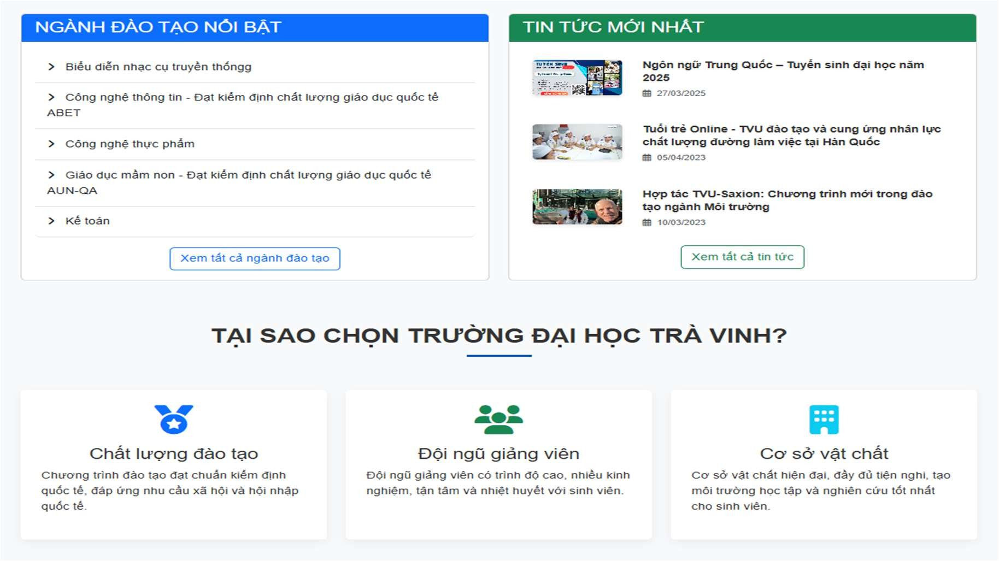 NGÀNH ĐÀO TẠO NỔI BẬT
Biểu diễn nhạc cụ truyền thốngg
Công nghệ thông tin - Đạt kiểm định chất lượng giáo dục quốc tế
ABET
Công nghệ thực phẩm
Giáo dục mầm non - Đạt kiểm định chất lượng giáo dục quốc tế
AUN-QA
Kế toán
Xem tất cả ngành đào tạo
TIN TỨC MỚI NHẤT
TUYỂN SINH
Ngôn ngữ Trung Quốc – Tuyển sinh đại học năm
2025
27/03/2025
Tuổi trẻ Online - TVU đào tạo và cung ứng nhân lực
chất lượng đường làm việc tại Hàn Quốc
05/04/2023
Hợp tác TVU-Saxion: Chương trình mới trong đào
tạo ngành Môi trường
10/03/2023
Xem tất cả tin tức
TẠI SAO CHỌN TRƯỜNG ĐẠI HỌC TRÀ VINH?
Chất lượng đào tạo
Chương trình đào tạo đạt chuẩn kiểm định
quốc tế, đáp ứng nhu cầu xã hội và hội nhập
quốc tế.
Đội ngũ giảng viên
Đội ngũ giảng viên có trình độ cao, nhiều kinh
nghiệm, tận tâm và nhiệt huyết với sinh viên.
Cơ sở vật chất
Cơ sở vật chất hiện đại, đầy đủ tiện nghi, tạo
môi trường học tập và nghiên cứu tốt nhất
cho sinh viên.